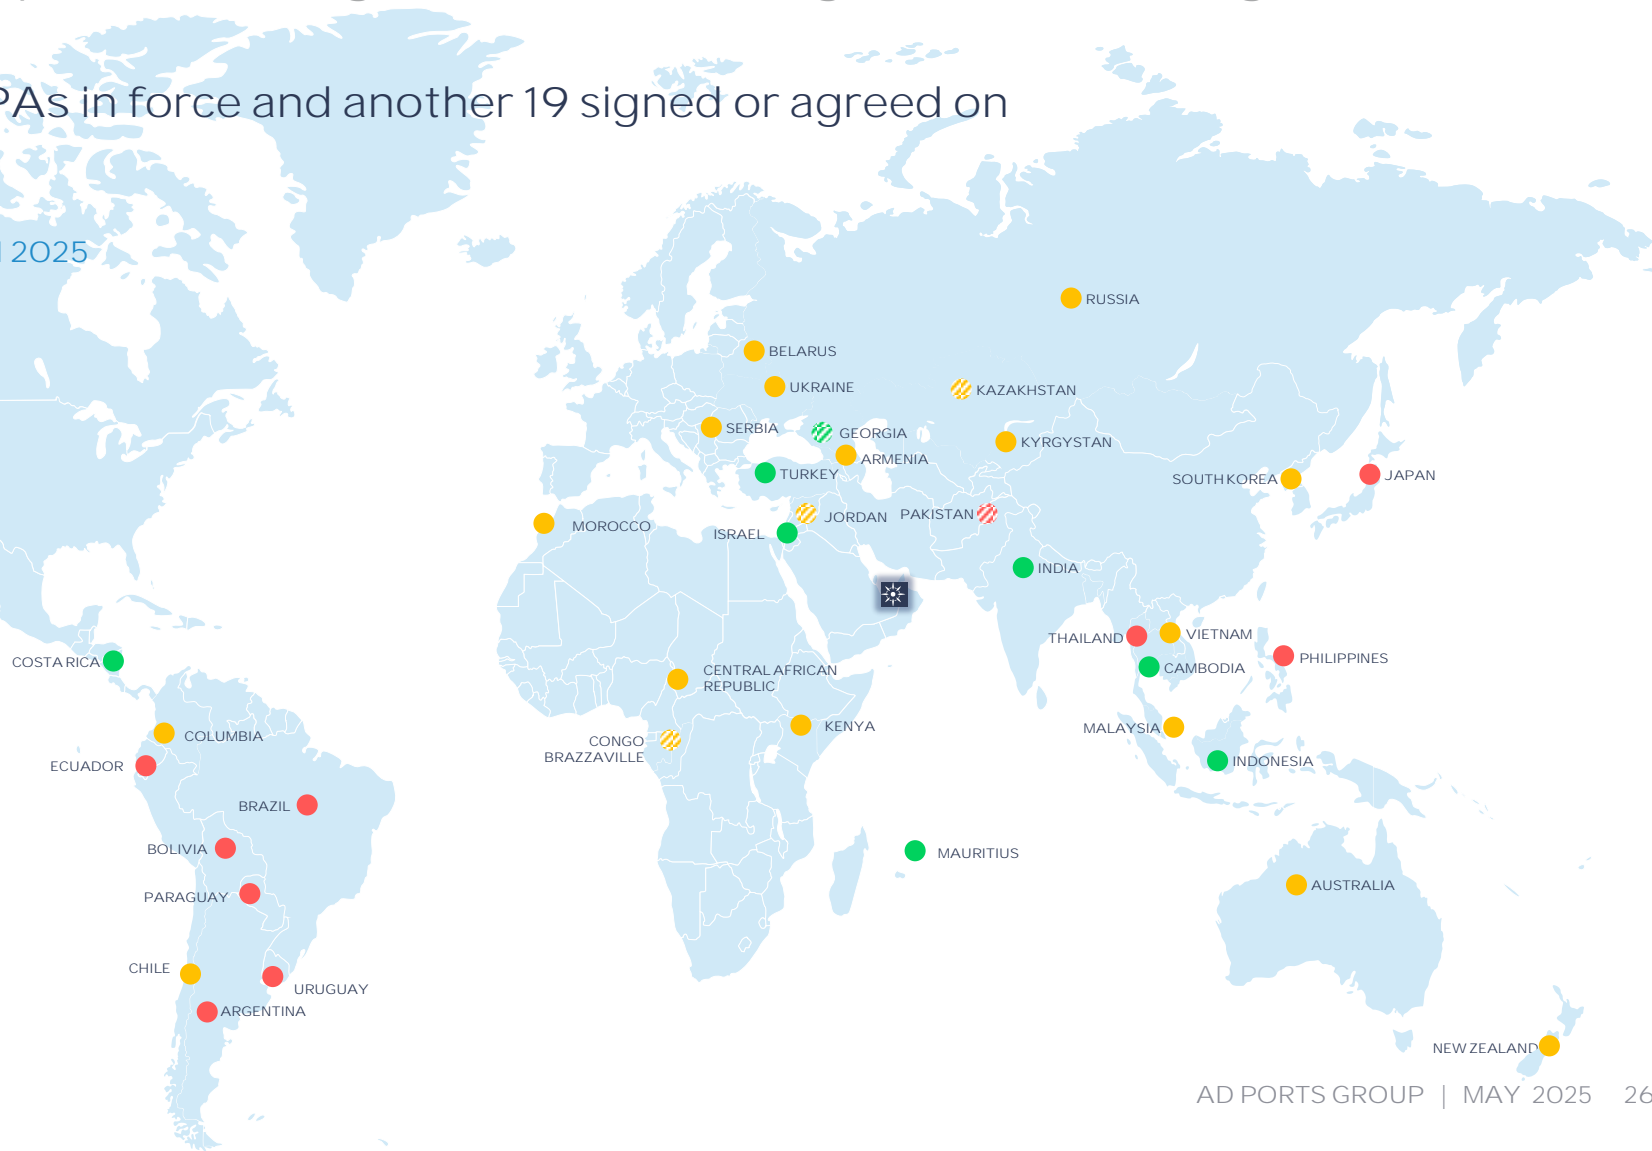 PAs in force and another 19 signed or agreed on
2025
RUSSIA
BELARUS
UKRAINE
KAZAKHSTAN
SERBIA
GEORGIA
KYRGYSTAN
ARMENIA
TURKEY
SOUTH KOREA
JAPAN
MOROCCO
JORDAN
PAKISTAN
ISRAEL
INDIA
THAILAND
VIETNAM
PHILIPPINES
COSTA RICA
CAMBODIA
CENTRAL AFRICAN
REPUBLIC
KENYA
MALAYSIA
COLUMBIA
CONGO
BRAZZAVILLE
ECUADOR
INDONESIA
BRAZIL
BOLIVIA
MAURITIUS
PARAGUAY
AUSTRALIA
CHILE
URUGUAY
ARGENTINA
NEW ZEALAND
AD PORTS GROUP | MAY 2025 26